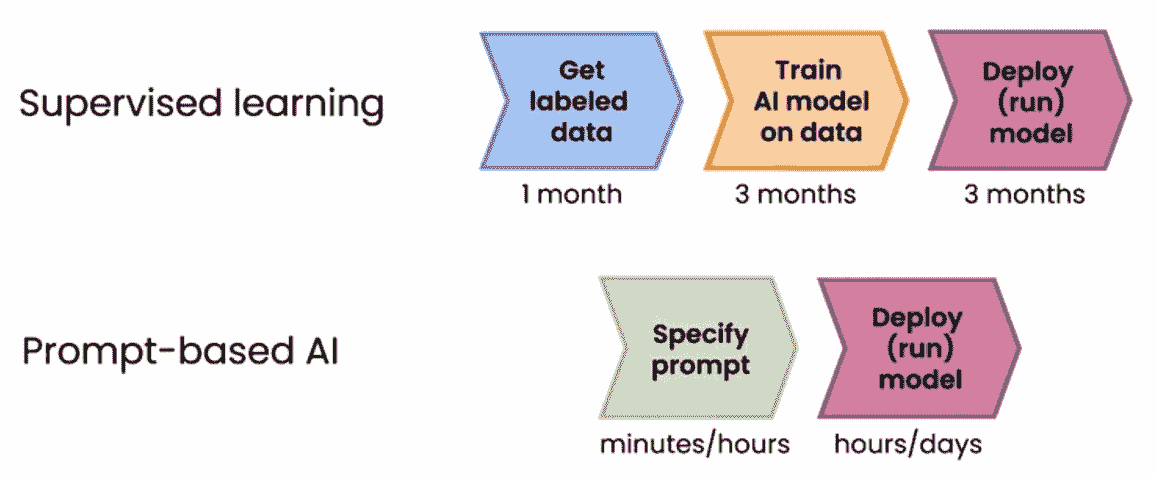 Supervised learning
Get
labeled
data
1 month
Train
AI model
on data
3 months
Deploy
(run)
model
3 months
Prompt-based AI
Specify
prompt
minutes/hours
Deploy
(run)
model
hours/days